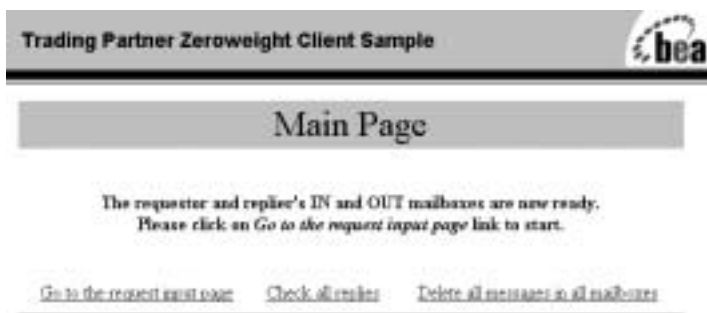 Trading Partner Zeroweight Client Sample
bea
Main Page
The requestor and replier's IN and OUT mailboxes are now ready.
Please click on Go to the request input page link to start.
Go to the request input page Check all replies Delete all messages in all mailboxes